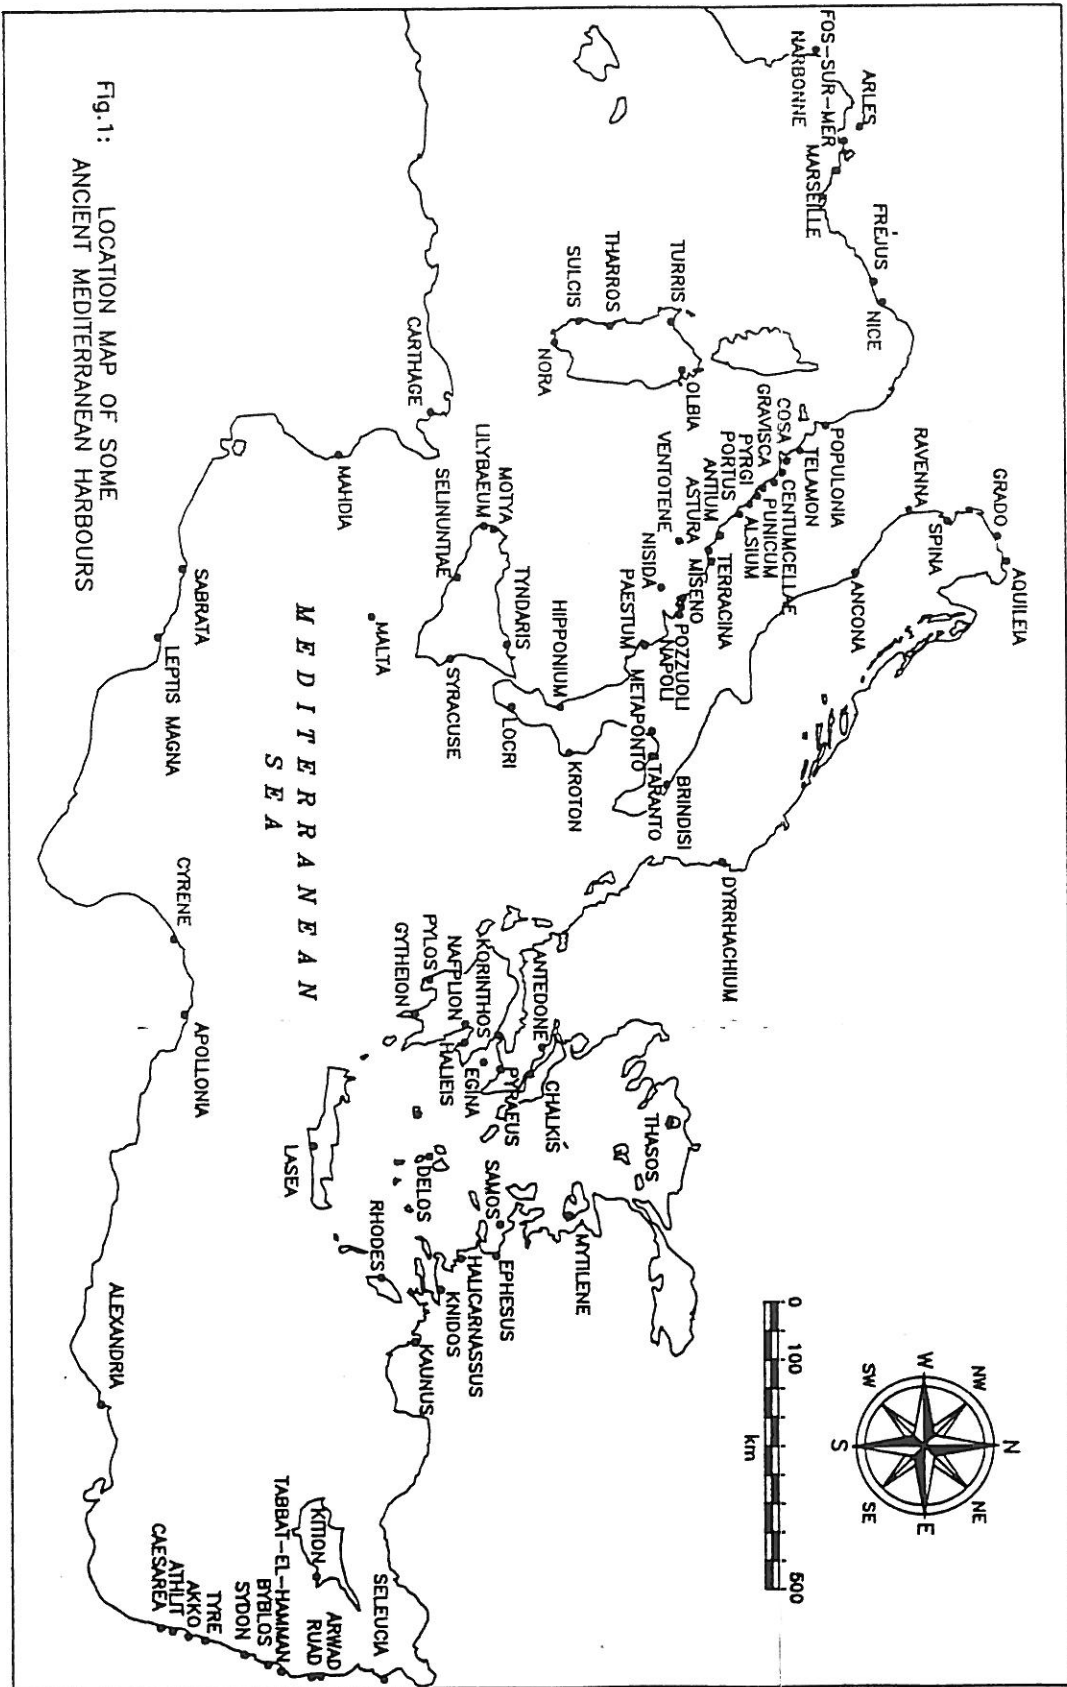 FOS-SUR-MER
NARBONNE
ARLES
MARSEILLE
FRÉJUS
NICE
TURRIS
THARROS
SULCIS
NORA
OLBIA
POPULONIA
TELAMON
COSA
CENTUMCELLAE
GRAVISCA
PUNICUM
PYRGI
ALSIUM
PORTUS
ANTIUM
ASTURA
TERRACINA
VENTOTENE
MISENO
NISIDA
POZZUOLI
NAPOLI
PAESTUM
GRADO
AQUILEIA
RAVENNA
SPINA
ANCONA
BRINDISI
TARANTO
METAPONTO
HIPPONIUM
KROTON
LOCRI
TYNDARIS
MOTYA
LILYBAEUM
SELINUNTIAE
SYRACUSE
MALTA
CARTHAGE
MAHDIA
SABRATA
LEPTIS MAGNA
CYRENE
APOLLONIA
ALEXANDRIA
MEDITERRANEAN
SEA
DYRRHACHIUM
ANTEDONE
CHALKIS
KORINTHOS
PYRAEUS
NAFPLION
EGINA
HALIEIS
PYLOS
GYTHEION
THASOS
MYTILENE
SAMOS
EPHESUS
DELOS
HALICARNASSUS
KNIDOS
RHODES
KAUNUS
LASEA
KITION
SELEUCIA
ARWAD
RUAD
TABBAT-EL-HAMMAN
BYBLOS
SYDON
TYRE
AKKO
ATHLIT
CAESAREA
N
NE
E
SE
S
SW
W
NW
0
100
500
km
Fig.1: LOCATION MAP OF SOME
ANCIENT MEDITERRANEAN HARBOURS